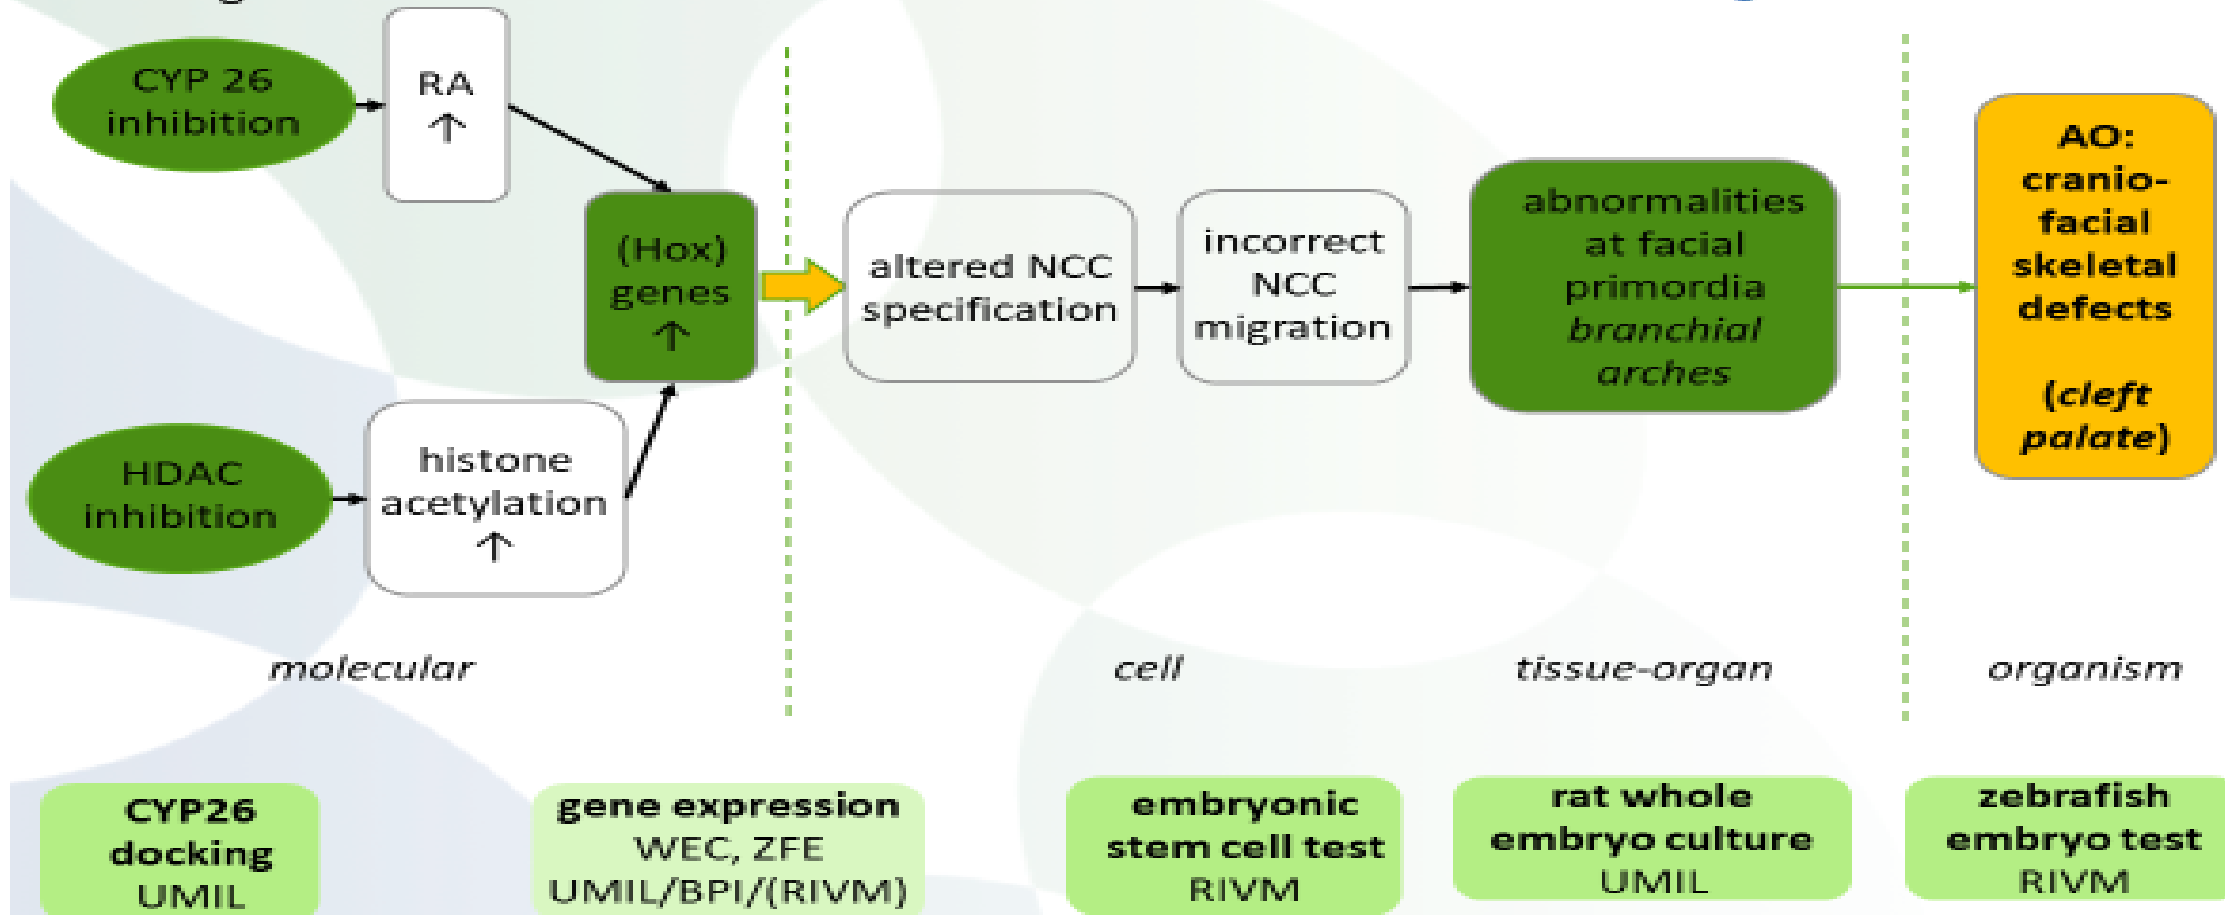 CYP 26
inhibition
RA
↑
(Hox)
genes
↑
HDAC
inhibition
histone
acetylation
↑
altered NCC
specification
incorrect
NCC
migration
abnormalities
at facial
primordia
branchial
arches
AO:
cranio-
facial
skeletal
defects
(cleft
palate)
molecular
cell
tissue-organ
organism
CYP26
docking
UMIL
gene expression
WEC, ZFE
UMIL/BPI/(RIVM)
embryonic
stem cell test
RIVM
rat whole
embryo culture
UMIL
zebrafish
embryo test
RIVM